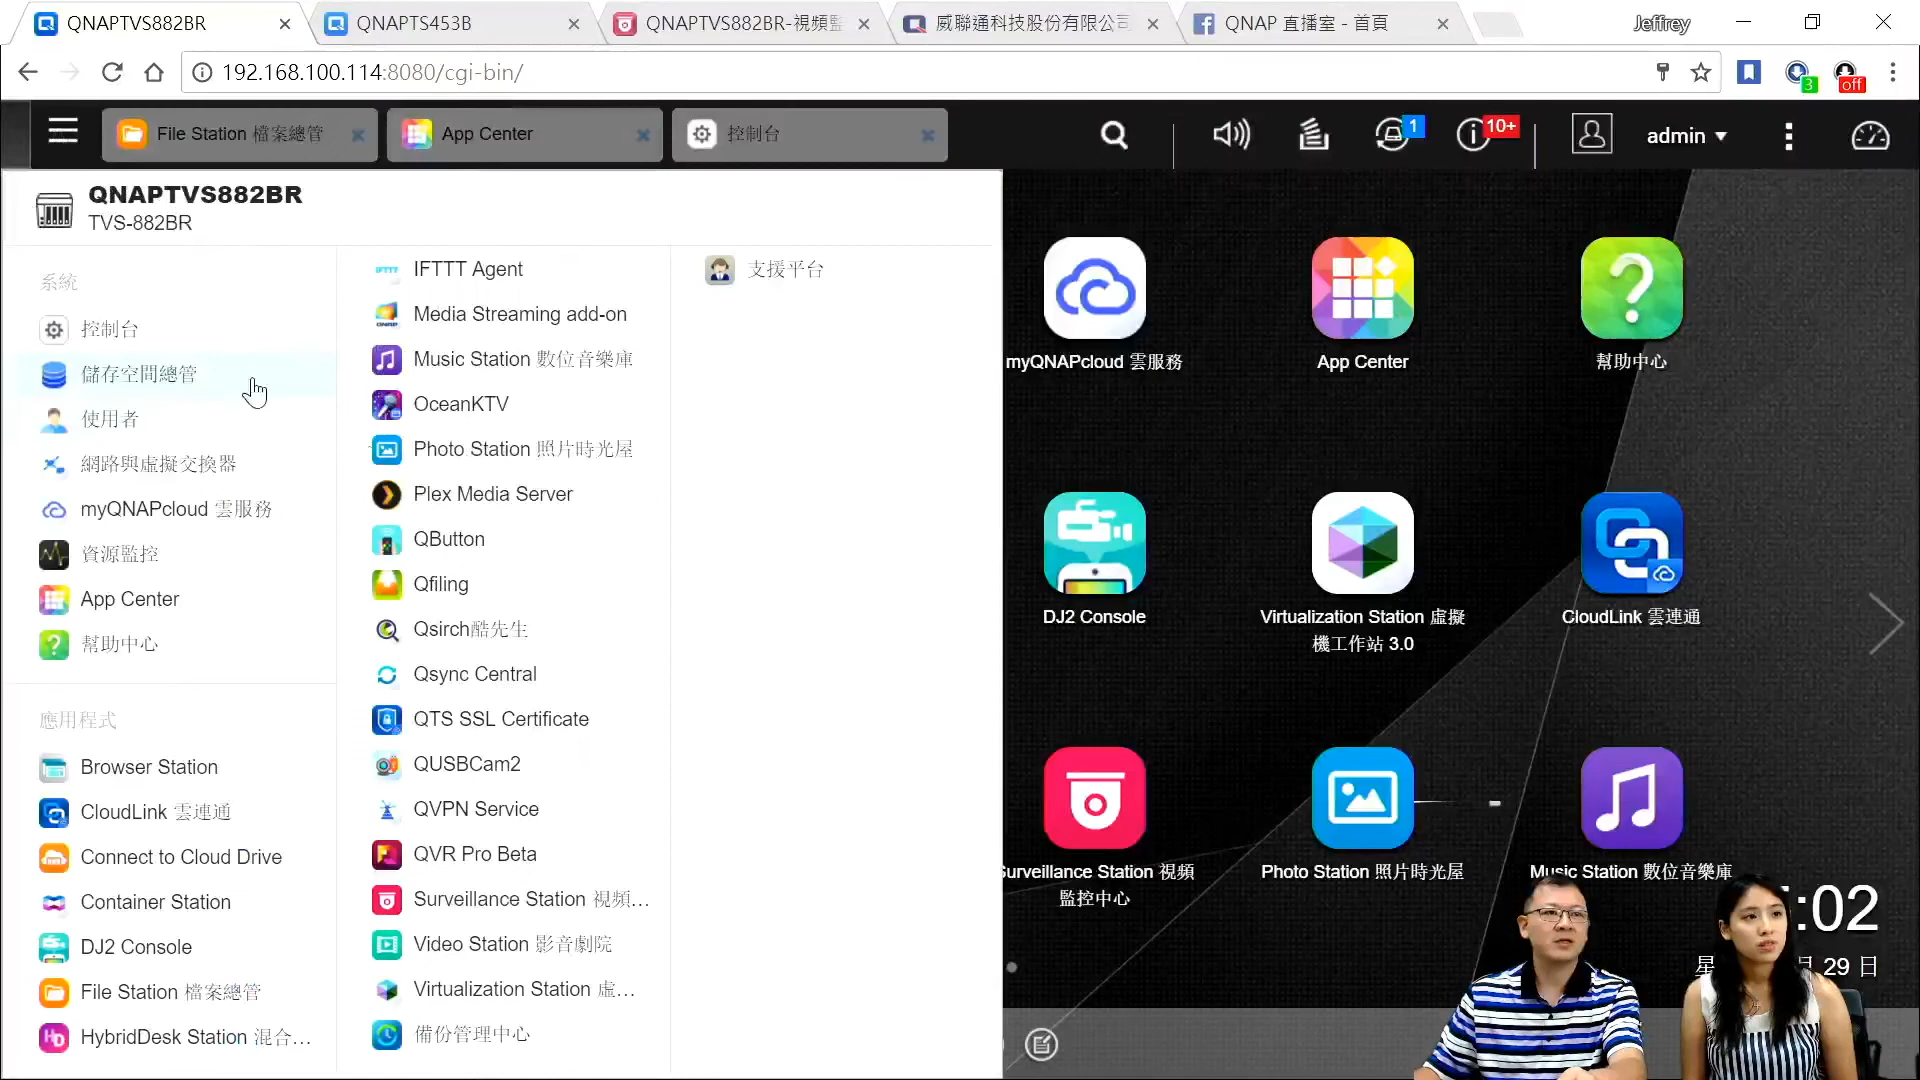 QNAPTVS882BR
QNAPTS453B
QNAPTVS882BR-視頻監
威聯通科技股份有限公司
QNAP 直播室 - 首頁
Jeffrey
192.168.100.114:8080/cgi-bin/
3
off
File Station 檔案總管
App Center
控制台
1
10+
admin
QNAPTVS882BR
TVS-882BR
系統
控制台
儲存空間總管
使用者
網路與虛擬交換器
myQNAPcloud 雲服務
資源監控
App Center
幫助中心
應用程式
Browser Station
CloudLink 雲連通
Connect to Cloud Drive
Container Station
DJ2 Console
File Station 檔案總管
HybridDesk Station 混合...
IFTTT Agent
Media Streaming add-on
Music Station 數位音樂庫
OceanKTV
Photo Station 照片時光屋
Plex Media Server
QButton
Qfiling
Qsirch酷先生
Qsync Central
QTS SSL Certificate
QUSBCam2
QVPN Service
QVR Pro Beta
Surveillance Station 視頻...
Video Station 影音劇院
Virtualization Station 虛...
備份管理中心
支援平台
myQNAPcloud 雲服務
App Center
幫助中心
DJ2 Console
Virtualization Station 虛擬
機工作站 3.0
CloudLink 雲連通
Surveillance Station 視頻
監控中心
Photo Station 照片時光屋
Music Station 數位音樂庫
:02
星
月 29 日